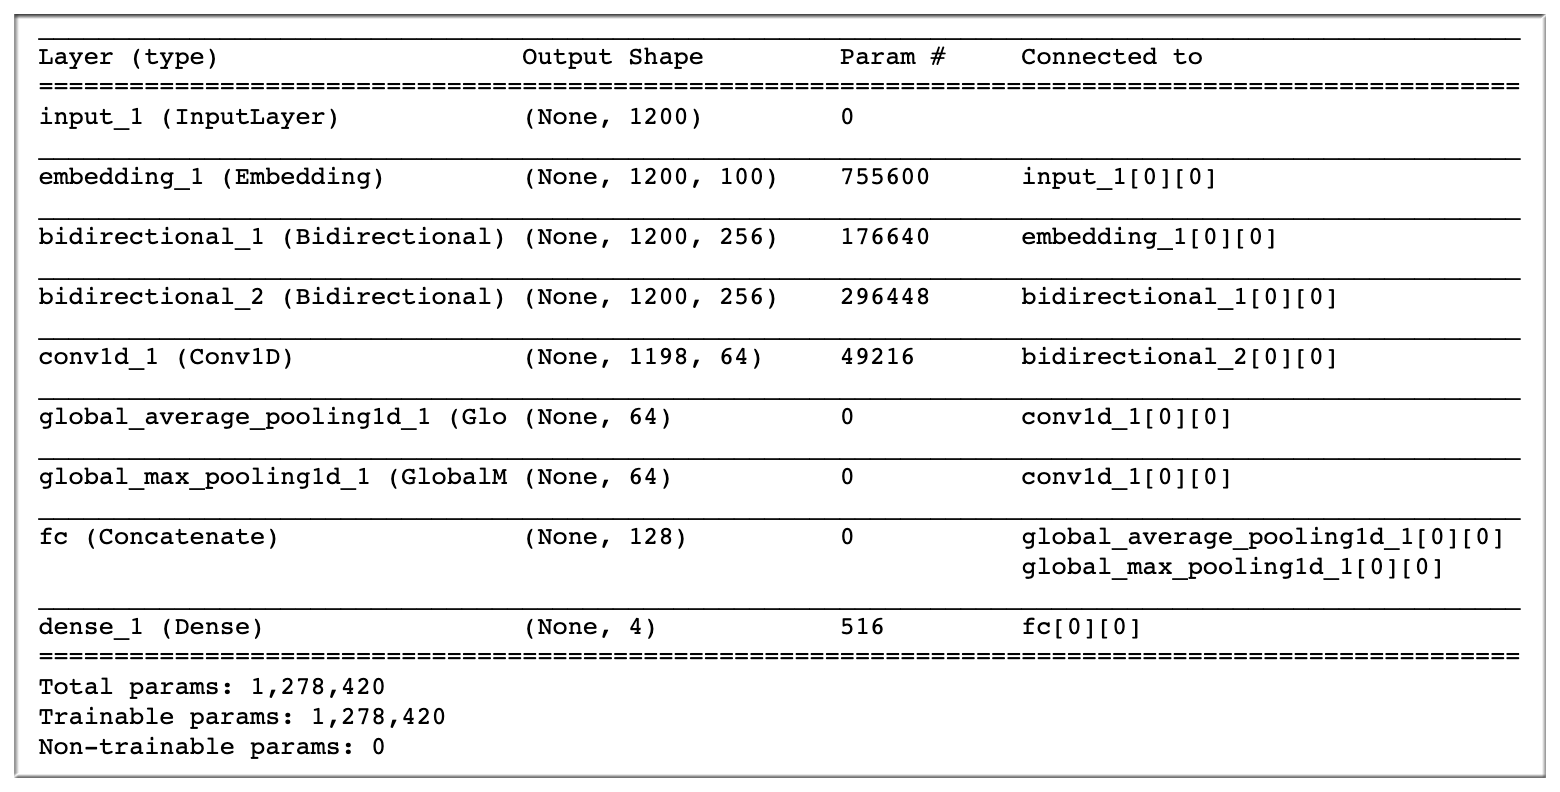 Layer (type) Output Shape Param # Connected to
input_1 (InputLayer) (None, 1200) 0
embedding_1 (Embedding) (None, 1200, 100) 755600 input_1[0][0]
bidirectional_1 (Bidirectional) (None, 1200, 256) 176640 embedding_1[0][0]
bidirectional_2 (Bidirectional) (None, 1200, 256) 296448 bidirectional_1[0][0]
conv1d_1 (Conv1D) (None, 1198, 64) 49216 bidirectional_2[0][0]
global_average_pooling1d_1 (Glo (None, 64) 0 conv1d_1[0][0]
global_max_pooling1d_1 (GlobalM (None, 64) 0 conv1d_1[0][0]
fc (Concatenate) (None, 128) 0 global_average_pooling1d_1[0][0]
global_max_pooling1d_1[0][0]
dense_1 (Dense) (None, 4) 516 fc[0][0]
Total params: 1,278,420
Trainable params: 1,278,420
Non-trainable params: 0